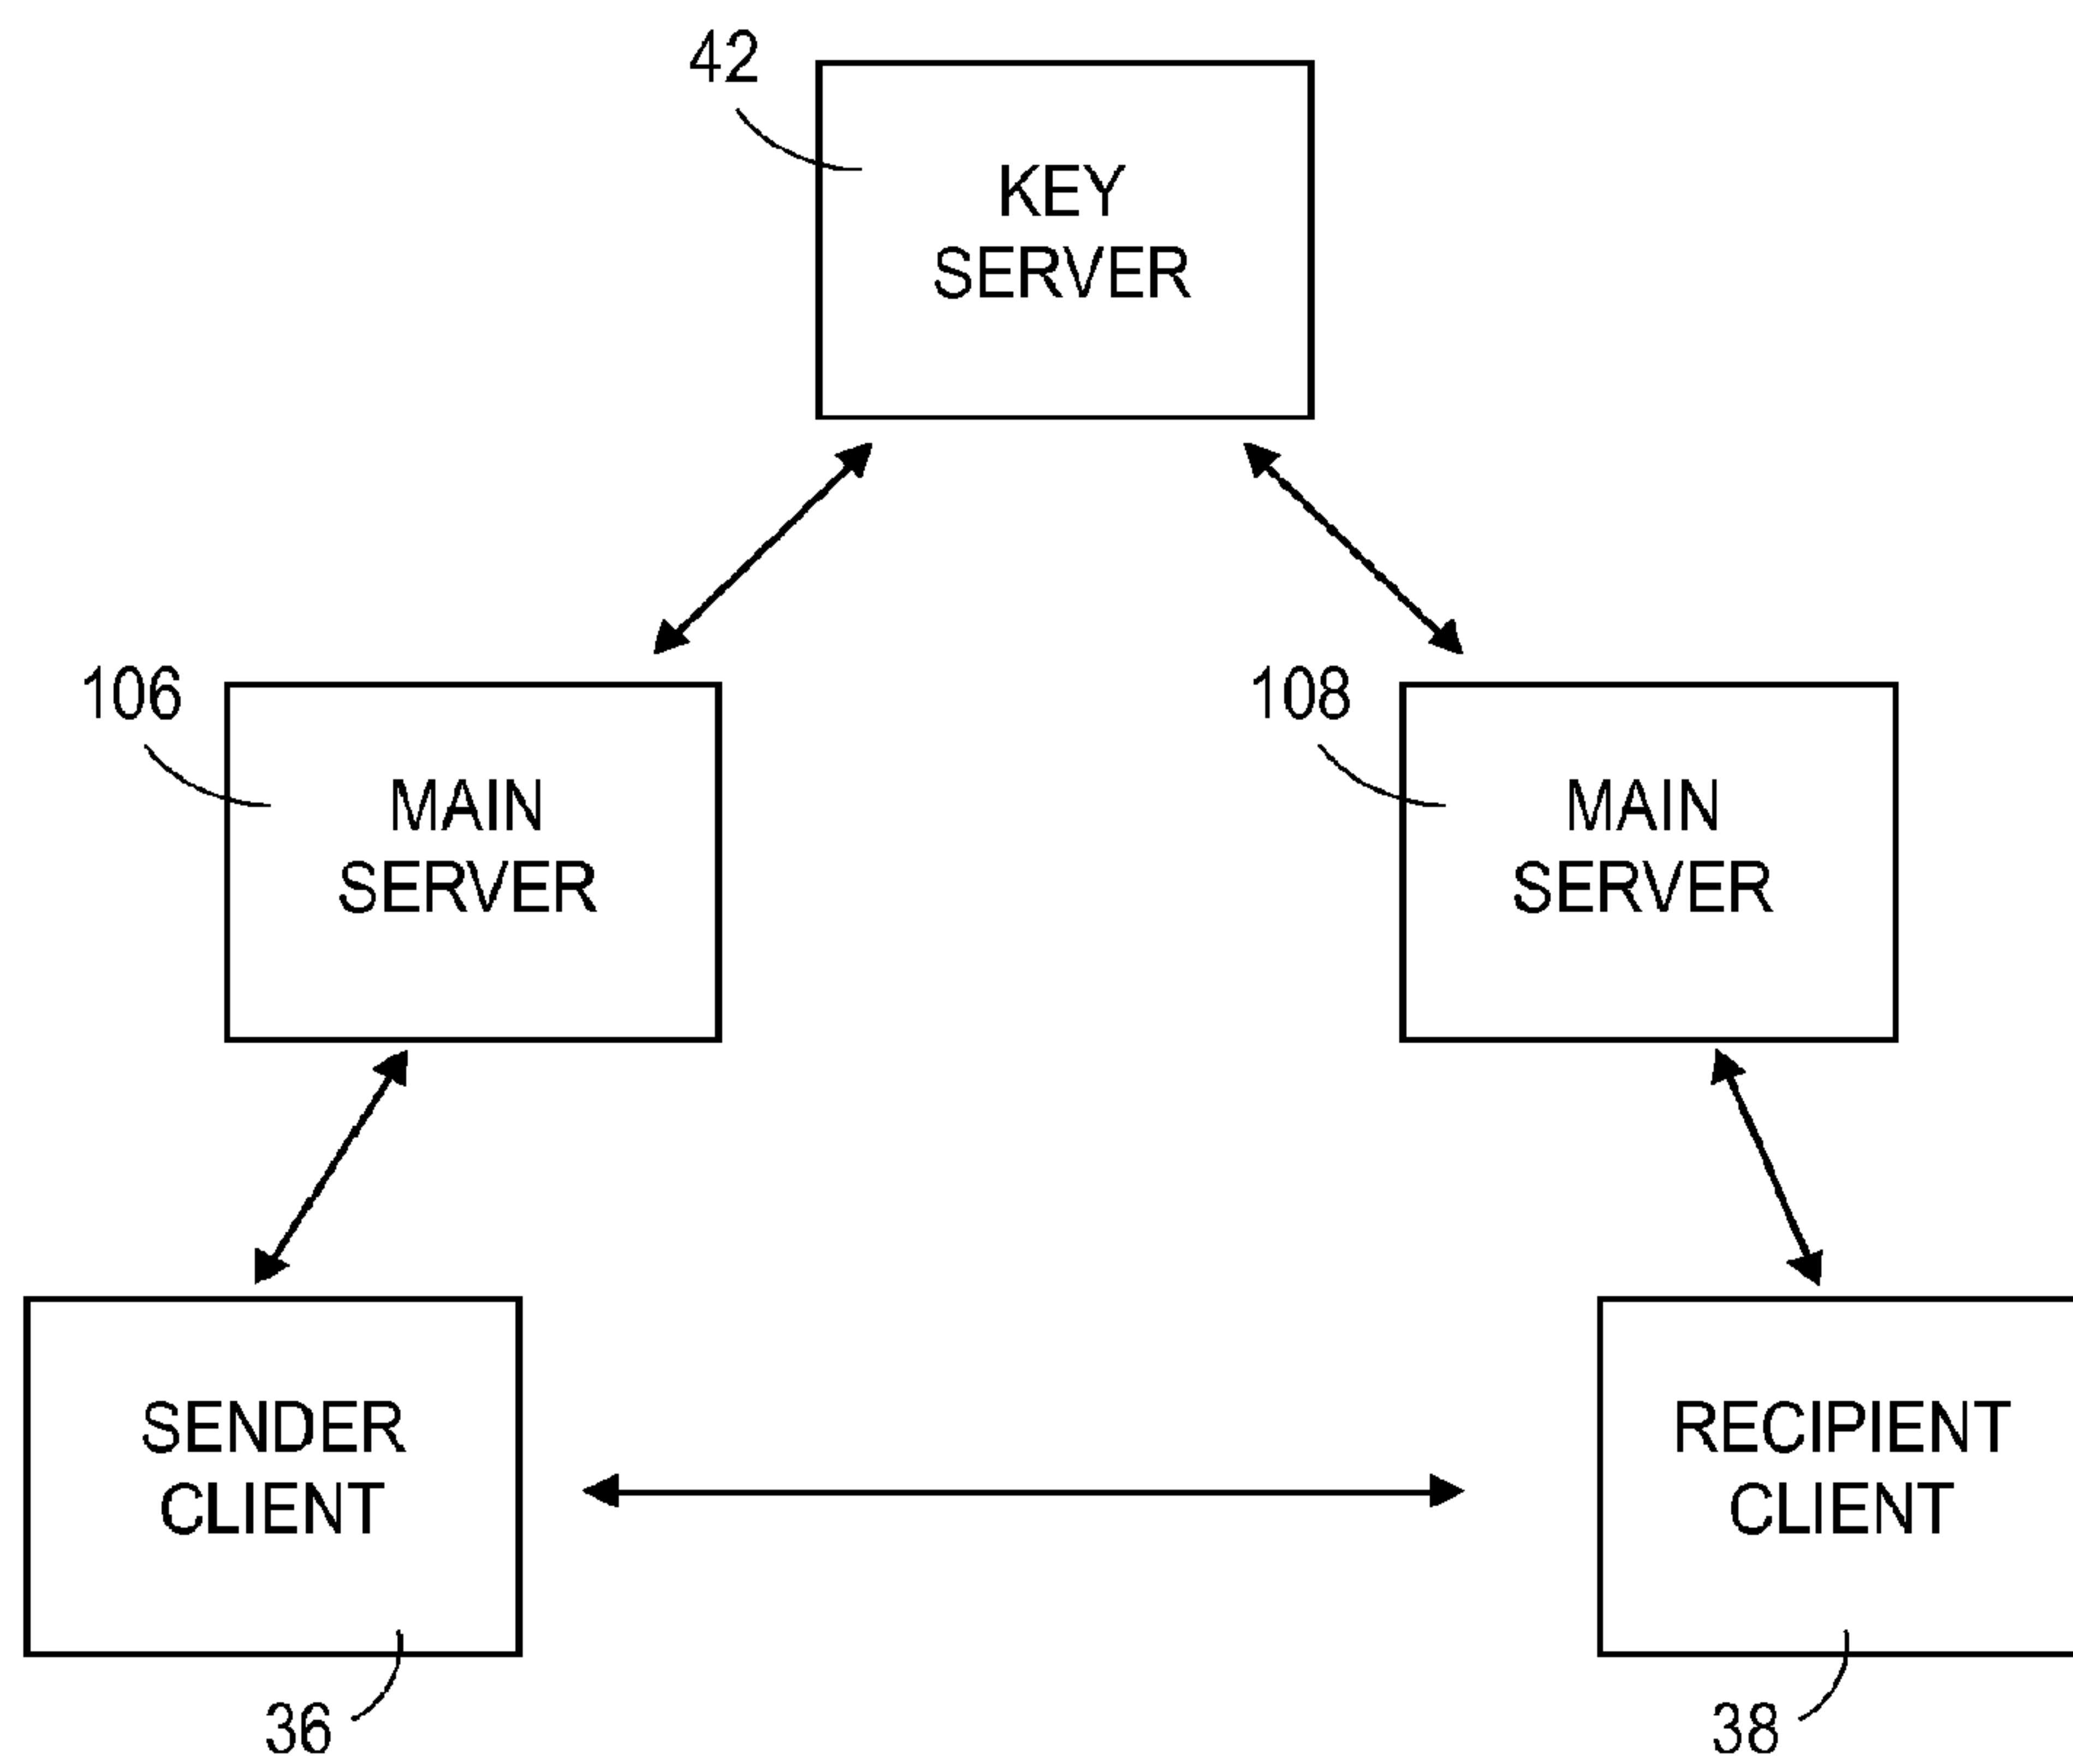 42
KEY
SERVER
106
MAIN
SERVER
108
MAIN
SERVER
SENDER
CLIENT
36
RECIPIENT
CLIENT
38